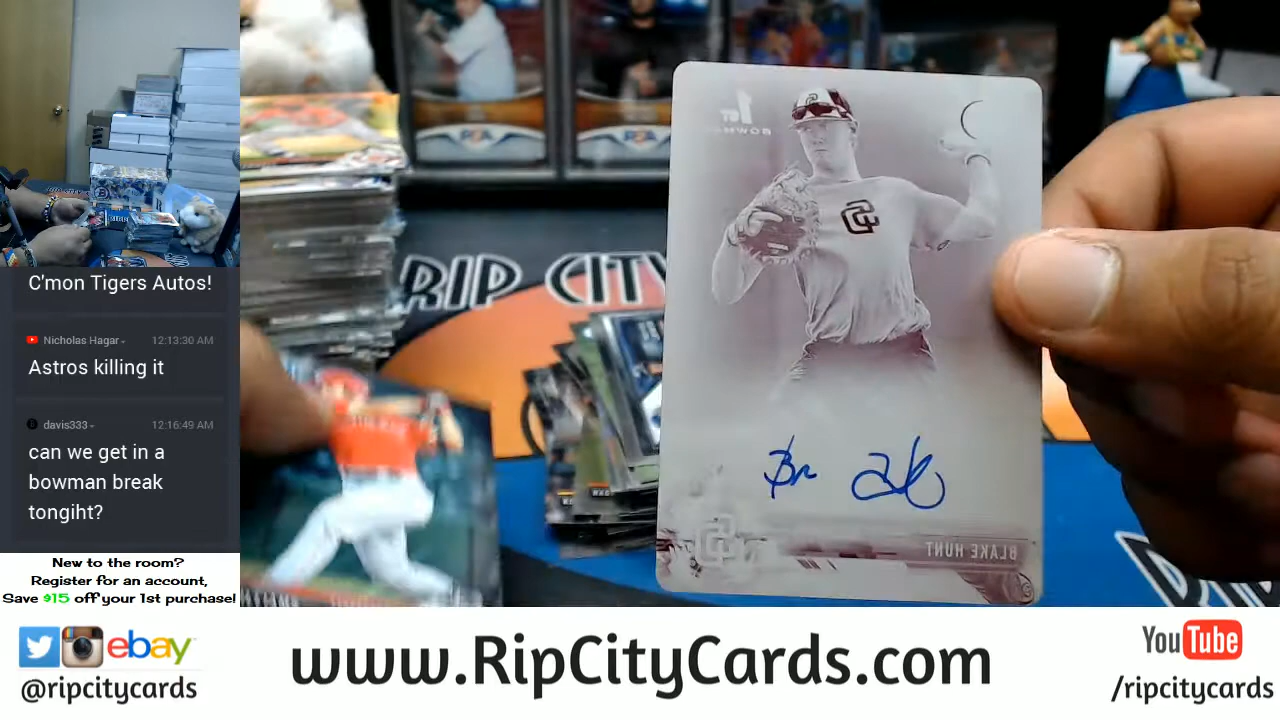 C'mon Tigers Autos!
Nicholas Hagar 12:13:30 AM
Astros killing it
davis333 12:16:49 AM
can we get in a
bowman break
tongiht?
New to the room?
Register for an account,
Save $15 off your 1st purchase!
RIP CITY
1ST
BOWMAN
BLAKE HUNT
ebay
@ripcitycards
www.RipCityCards.com
YouTube
/ripcitycards